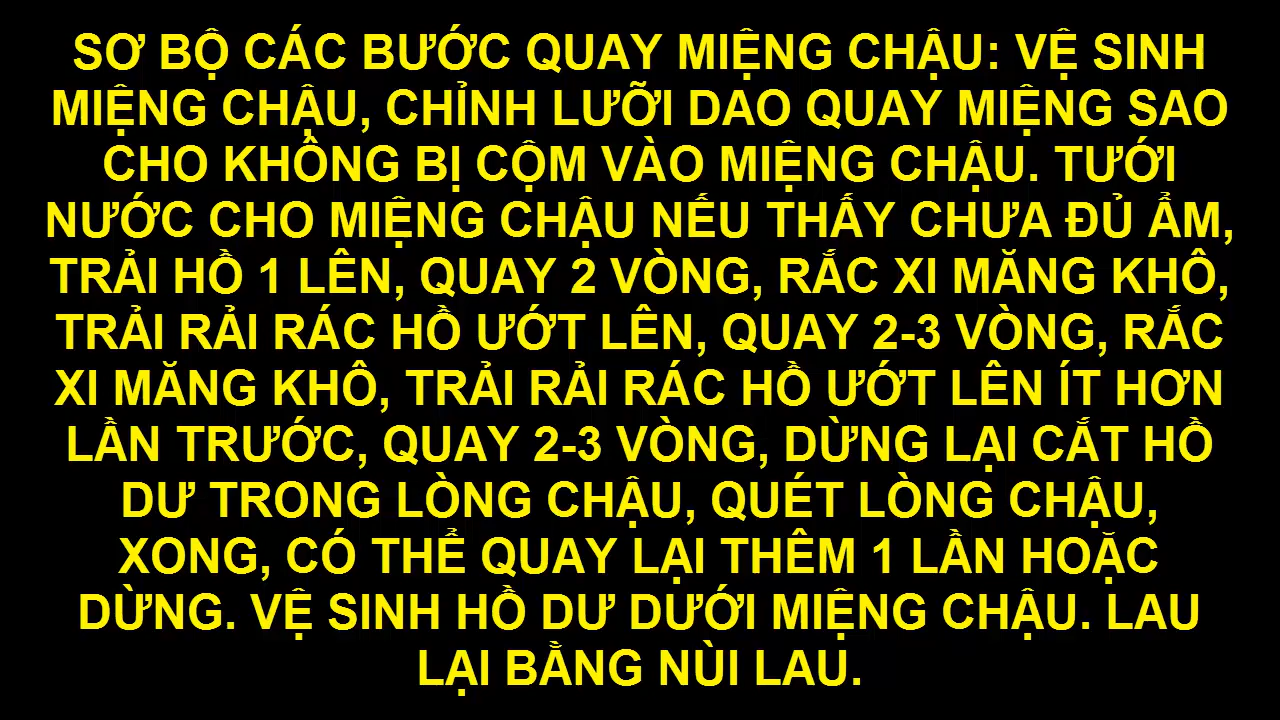 SƠ BỘ CÁC BƯỚC QUAY MIỆNG CHẬU: VỆ SINH
MIỆNG CHẬU, CHỈNH LƯỠI DAO QUAY MIỆNG SAO
CHO KHÔNG BỊ CỘM VÀO MIỆNG CHẬU. TƯỚI
NƯỚC CHO MIỆNG CHẬU NẾU THẤY CHƯA ĐỦ ẨM,
TRẢI HỒ 1 LÊN, QUAY 2 VÒNG, RẮC XI MĂNG KHÔ,
TRẢI RẢI RÁC HỒ ƯỚT LÊN, QUAY 2-3 VÒNG, RẮC
XI MĂNG KHÔ, TRẢI RẢI RÁC HỒ ƯỚT LÊN ÍT HƠN
LẦN TRƯỚC, QUAY 2-3 VÒNG, DỪNG LẠI CẮT HỒ
DƯ TRONG LÒNG CHẬU, QUÉT LÒNG CHẬU,
XONG, CÓ THỂ QUAY LẠI THÊM 1 LẦN HOẶC
DỪNG. VỆ SINH HỒ DƯ DƯỚI MIỆNG CHẬU. LAU
LẠI BẰNG NÙI LAU.